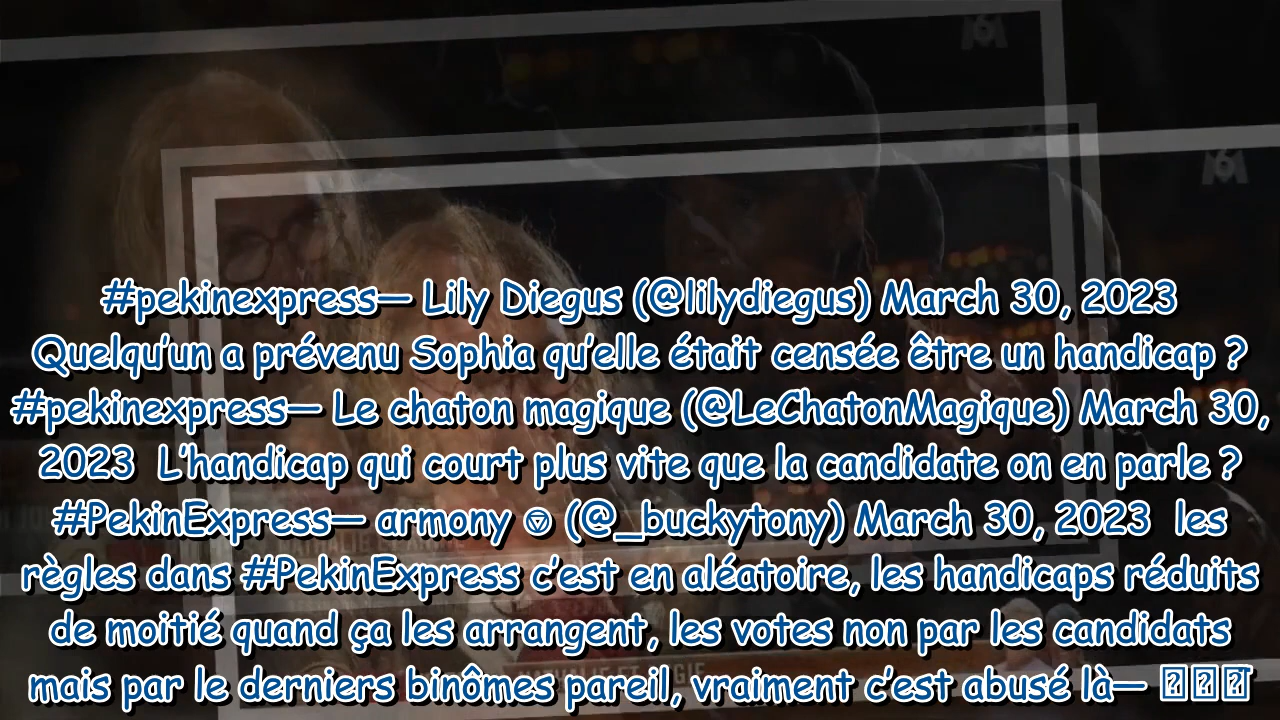 M6
M6
#pekinexpress— Lily Diegus (@lilydiegus) March 30, 2023
Quelqu'un a prévenu Sophia qu'elle était censée être un handicap ?
#pekinexpress— Le chaton magique (@LeChatonMagique) March 30,
2023 L'handicap qui court plus vite que la candidate on en parle ?
#PekinExpress— armony (@_buckytony) March 30, 2023 les
règles dans #PekinExpress c'est en aléatoire, les handicaps réduits
de moitié quand ça les arrangent, les votes non par les candidats
mais par le derniers binômes pareil, vraiment c'est abusé là—